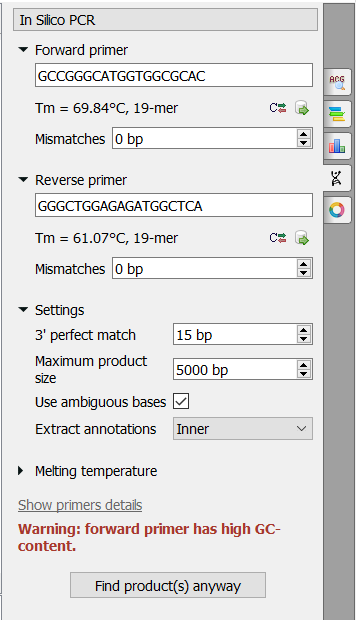 In Silico PCR
Forward primer
GCCGGGCATGGTGGCGCAC
Tm = 69.84°C, 19-mer
C
Mismatches 0 bp
Reverse primer
GGGCTGGAGAGATGGCTCA
Tm = 61.07°C, 19-mer
C
Mismatches 0 bp
Settings
3' perfect match 15 bp
Maximum product
size
5000 bp
Use ambiguous bases
Extract annotations Inner
Melting temperature
Show primers details
Warning: forward primer has high GC-
content.
Find product(s) anyway
ACG